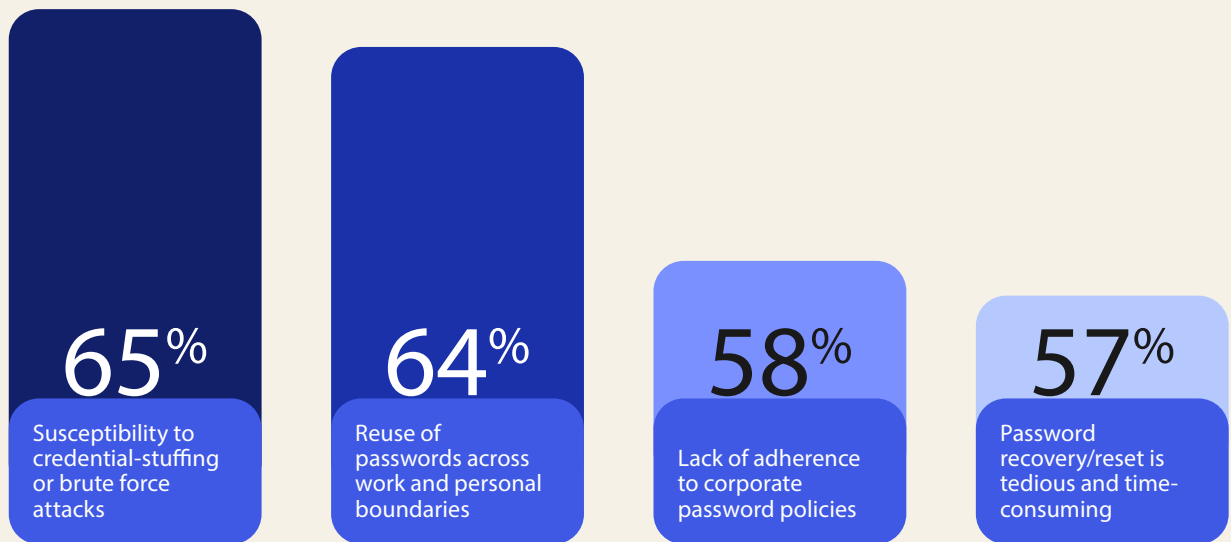 65%
Susceptibility to
credential-stuffing
or brute force
attacks
64%
Reuse of
passwords across
work and personal
boundaries
58%
Lack of adherence
to corporate
password policies
57%
Password
recovery/reset is
tedious and time-
consuming